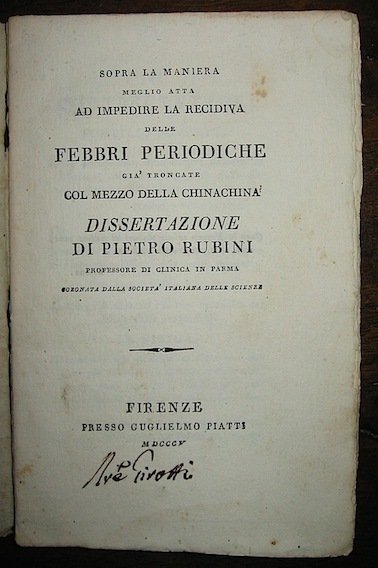 SOPRA LA MANIERA
MEGLIO ATTA
AD IMPEDIRE LA RECIDIVA
DELLE
FEBBRI PERIODICHE
GIA' TRONCATE
COL MEZZO DELLA CHINACHINA
DISSERTAZIONE
DI PIETRO RUBINI
PROFESSORE DI CLINICA IN PARMA
CORONATA DALLA SOCIETA' ITALIANA DELLE SCIENZE
FIRENZE
PRESSO GUGLIELMO PIATTI
MDCCCV